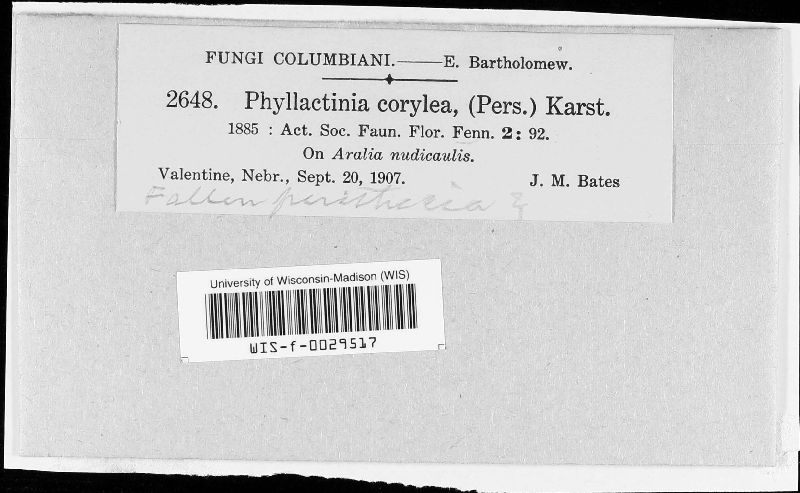 FUNGI COLUMBIANI.——E. Bartholomew.
2648. Phyllactinia corylea, (Pers.) Karst.
1885 : Act. Soc. Faun. Flor. Fenn. 2: 92.
On Aralia nudicaulis.
Valentine, Nebr., Sept. 20, 1907. J. M. Bates
Fallen perithecia
University of Wisconsin-Madison (WIS)
WIS-f-0029517